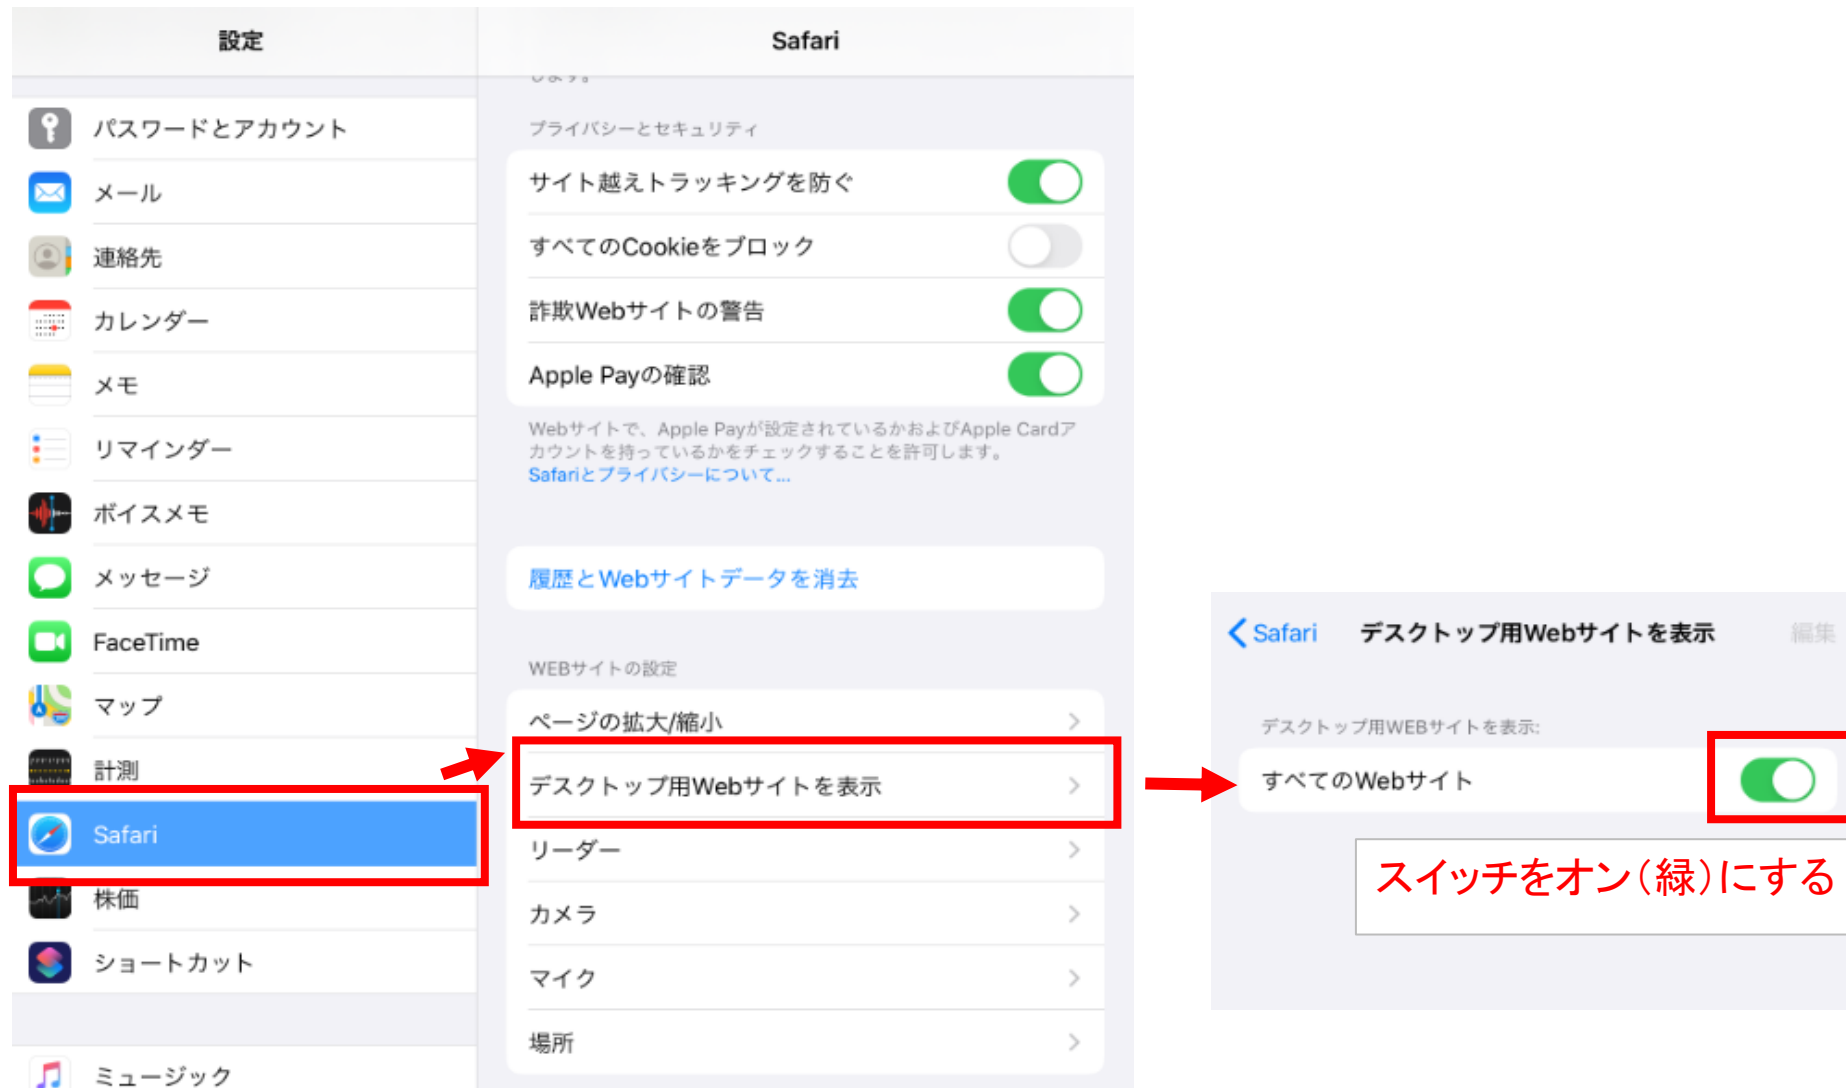 設定
パスワードとアカウント
メール
連絡先
カレンダー
メモ
リマインダー
ボイスメモ
メッセージ
FaceTime
マップ
計測
Safari
株価
ショートカット
ミュージック
Safari
します。
プライバシーとセキュリティ
サイト越えトラッキングを防ぐ
すべてのCookieをブロック
詐欺Webサイトの警告
Apple Payの確認
Webサイトで、Apple Payが設定されているかおよびApple Cardア
カウントを持っているかをチェックすることを許可します。
Safariとプライバシーについて...
履歴とWebサイトデータを消去
WEBサイトの設定
ページの拡大/縮小
デスクトップ用Webサイトを表示
リーダー
カメラ
マイク
場所
Safari デスクトップ用Webサイトを表示 編集
デスクトップ用WEBサイトを表示:
すべてのWebサイト
スイッチをオン（緑）にする